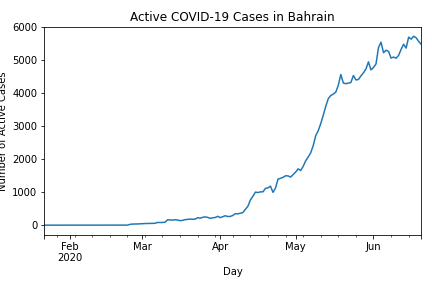 Active COVID-19 Cases in Bahrain
Number of Active Cases
6000
5000
4000
3000
2000
1000
0
Feb
2020
Mar
Apr
May
Jun
Day